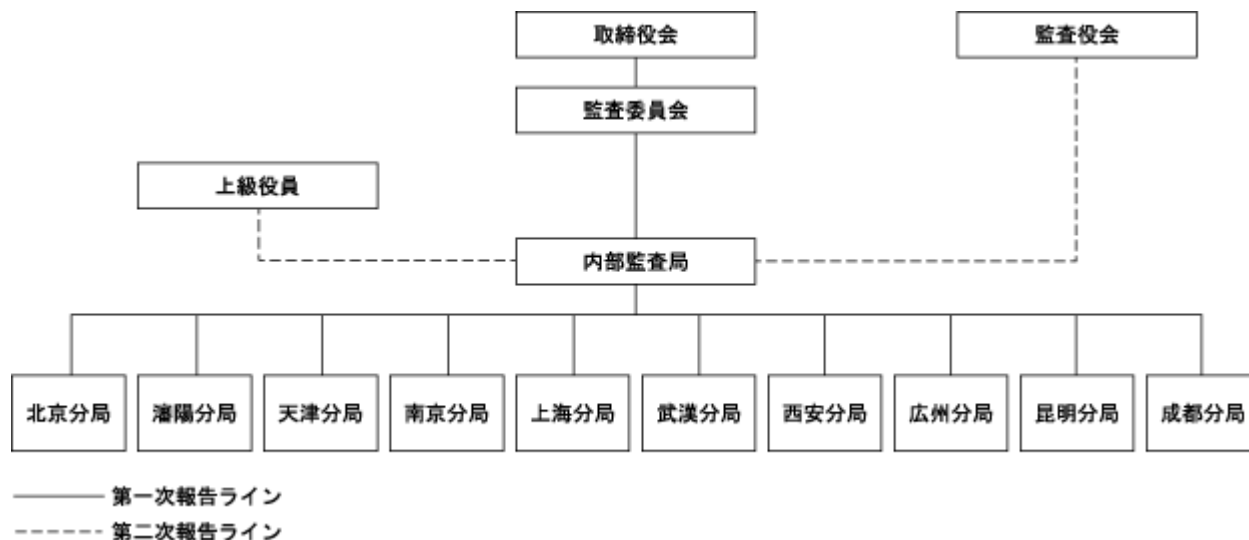 取締役会
監査役会
監査委員会
上級役員
内部監査局
北京分局
瀋陽分局
天津分局
南京分局
上海分局
武漢分局
西安分局
広州分局
昆明分局
成都分局
第一次報告ライン
第二次報告ライン